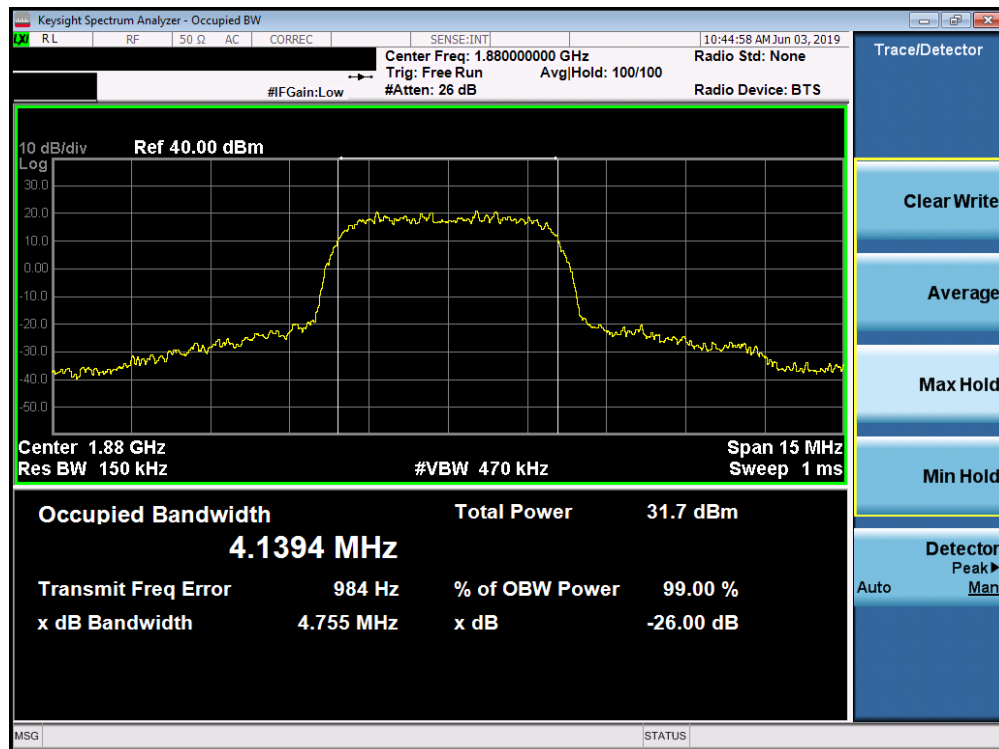 Keysight Spectrum Analyzer - Occupied BW
LXI RL RF 50 Ω AC CORREC SENSE:INT 10:44:58 AM Jun 03, 2019
Center Freq: 1.880000000 GHz Radio Std: None
Trig: Free Run Avg|Hold: 100/100
#IFGain:Low #Atten: 26 dB Radio Device: BTS
Trace/Detector
10 dB/div Ref 40.00 dBm
Log
30.0
20.0
10.0
0.00
-10.0
-20.0
-30.0
-40.0
-50.0
Center 1.88 GHz Span 15 MHz
Res BW 150 kHz #VBW 470 kHz Sweep 1 ms
Occupied Bandwidth Total Power 31.7 dBm
4.1394 MHz
Transmit Freq Error 984 Hz % of OBW Power 99.00 %
x dB Bandwidth 4.755 MHz x dB -26.00 dB
Clear Write
Average
Max Hold
Min Hold
Detector
Peak▶
Auto Man
MSG STATUS